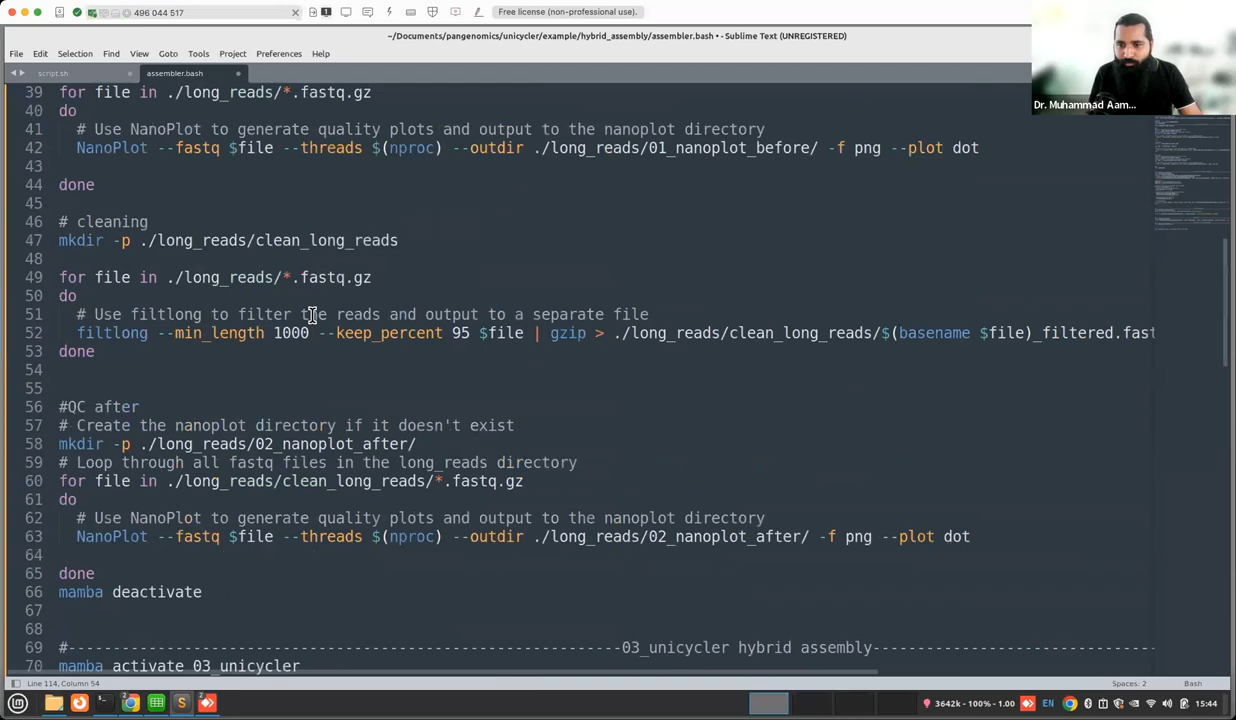 496 044 517
Free license (non-professional use).
~/Documents/pangenomics/unicycler/example/hybrid_assembly/assembler.bash • - Sublime Text (UNREGISTERED)
File Edit Selection Find View Goto Tools Project Preferences Help
script.sh
assembler.bash
Dr. Muhammad Aam...
39 for file in ./long_reads/*.fastq.gz
40 do
41 # Use NanoPlot to generate quality plots and output to the nanoplot directory
42 NanoPlot --fastq $file --threads $(nproc) --outdir ./long_reads/01_nanoplot_before/ -f png --plot dot
43
44 done
45
46 # cleaning
47 mkdir -p ./long_reads/clean_long_reads
48
49 for file in ./long_reads/*.fastq.gz
50 do
51 # Use filtlong to filter the reads and output to a separate file
52 filtlong --min_length 1000 --keep_percent 95 $file | gzip > ./long_reads/clean_long_reads/$(basename $file)_filtered.fast
53 done
54
55
56 #QC after
57 # Create the nanoplot directory if it doesn't exist
58 mkdir -p ./long_reads/02_nanoplot_after/
59 # Loop through all fastq files in the long_reads directory
60 for file in ./long_reads/clean_long_reads/*.fastq.gz
61 do
62 # Use NanoPlot to generate quality plots and output to the nanoplot directory
63 NanoPlot --fastq $file --threads $(nproc) --outdir ./long_reads/02_nanoplot_after/ -f png --plot dot
64
65 done
66 mamba deactivate
67
68
69 #-------------------------------------------------------------03_unicycler hybrid assembly-------------------------------
70 mamba activate 03_unicycler
Line 114, Column 54
Spaces: 2
Bash
3642k - 100% - 1.00
EN
15:44